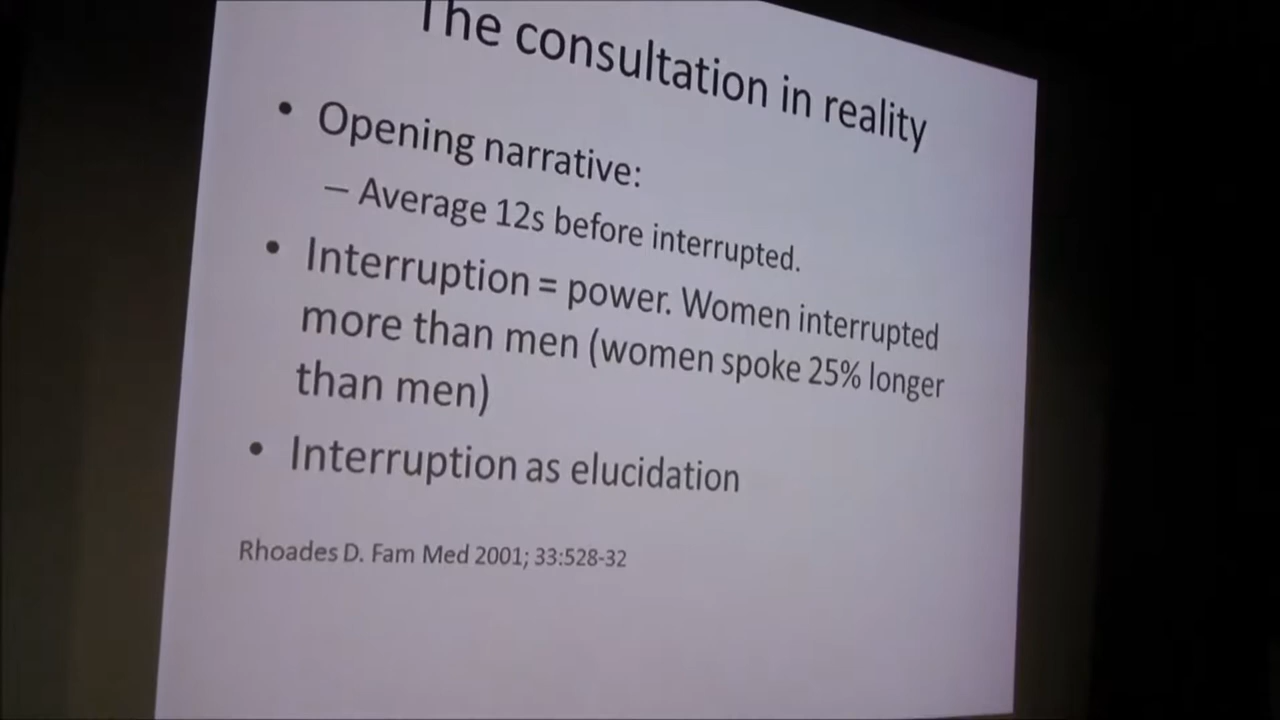 The consultation in reality
• Opening narrative:
– Average 12s before interrupted.
• Interruption = power. Women interrupted
more than men (women spoke 25% longer
than men)
• Interruption as elucidation
Rhoades D. Fam Med 2001; 33:528-32